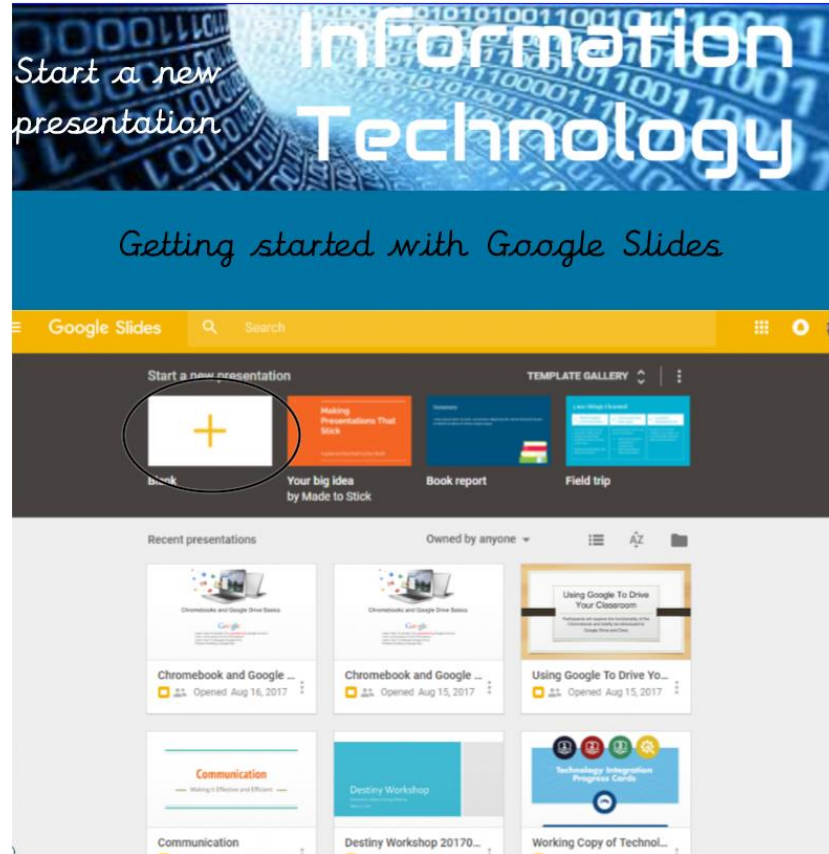 Information
Technology
Start a new
presentation
Getting started with Google Slides
Google Slides Search
Start a new presentation TEMPLATE GALLERY
Making
Presentations That
Stick
Summary
Blank Your big idea Book report Field trip
by Made to Stick
Recent presentations Owned by anyone AZ
Chromebooks and Google Drive Basics
Google
Chromebooks and Google Drive Basics
Google
Using Google To Drive
Your Classroom
Chromebook and Google ... Chromebook and Google ... Using Google To Drive Yo...
Opened Aug 16, 2017 Opened Aug 15, 2017 Opened Aug 15, 2017
Communication
Making it Effective and Efficient
Destiny Workshop
Technology Integration
Progress Cards
Communication Destiny Workshop 20170... Working Copy of Technol...